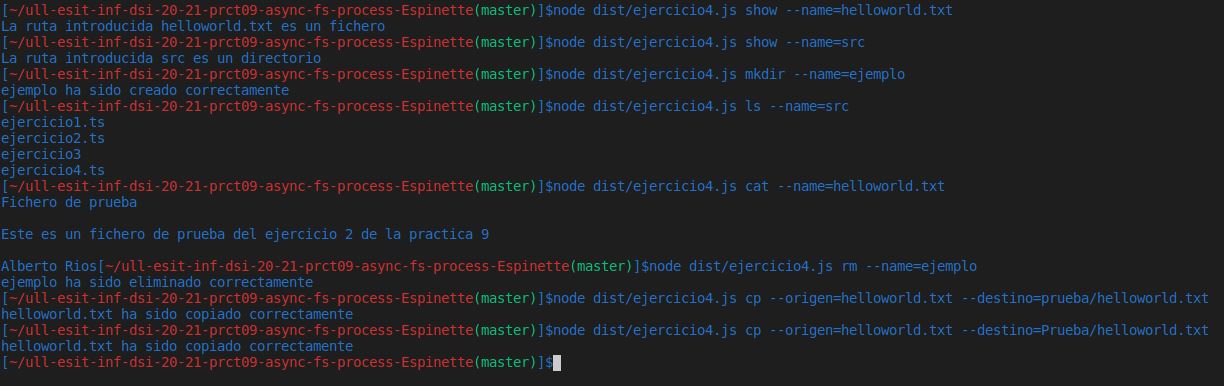 [~/ull-esit-inf-dsi-20-21-prct09-async-fs-process-Espinette(master)]$node dist/ejercicio4.js show --name=helloworld.txt
La ruta introducida helloworld.txt es un fichero
[~/ull-esit-inf-dsi-20-21-prct09-async-fs-process-Espinette(master)]$node dist/ejercicio4.js show --name=src
La ruta introducida src es un directorio
[~/ull-esit-inf-dsi-20-21-prct09-async-fs-process-Espinette(master)]$node dist/ejercicio4.js mkdir --name=ejemplo
ejemplo ha sido creado correctamente
[~/ull-esit-inf-dsi-20-21-prct09-async-fs-process-Espinette(master)]$node dist/ejercicio4.js ls --name=src
ejercicio1.ts
ejercicio2.ts
ejercicio3
ejercicio4.ts
[~/ull-esit-inf-dsi-20-21-prct09-async-fs-process-Espinette(master)]$node dist/ejercicio4.js cat --name=helloworld.txt
Fichero de prueba
Este es un fichero de prueba del ejercicio 2 de la practica 9
Alberto Rios[~/ull-esit-inf-dsi-20-21-prct09-async-fs-process-Espinette(master)]$node dist/ejercicio4.js rm --name=ejemplo
ejemplo ha sido eliminado correctamente
[~/ull-esit-inf-dsi-20-21-prct09-async-fs-process-Espinette(master)]$node dist/ejercicio4.js cp --origen=helloworld.txt --destino=prueba/helloworld.txt
helloworld.txt ha sido copiado correctamente
[~/ull-esit-inf-dsi-20-21-prct09-async-fs-process-Espinette(master)]$node dist/ejercicio4.js cp --origen=helloworld.txt --destino=Prueba/helloworld.txt
helloworld.txt ha sido copiado correctamente
[~/ull-esit-inf-dsi-20-21-prct09-async-fs-process-Espinette(master)]$